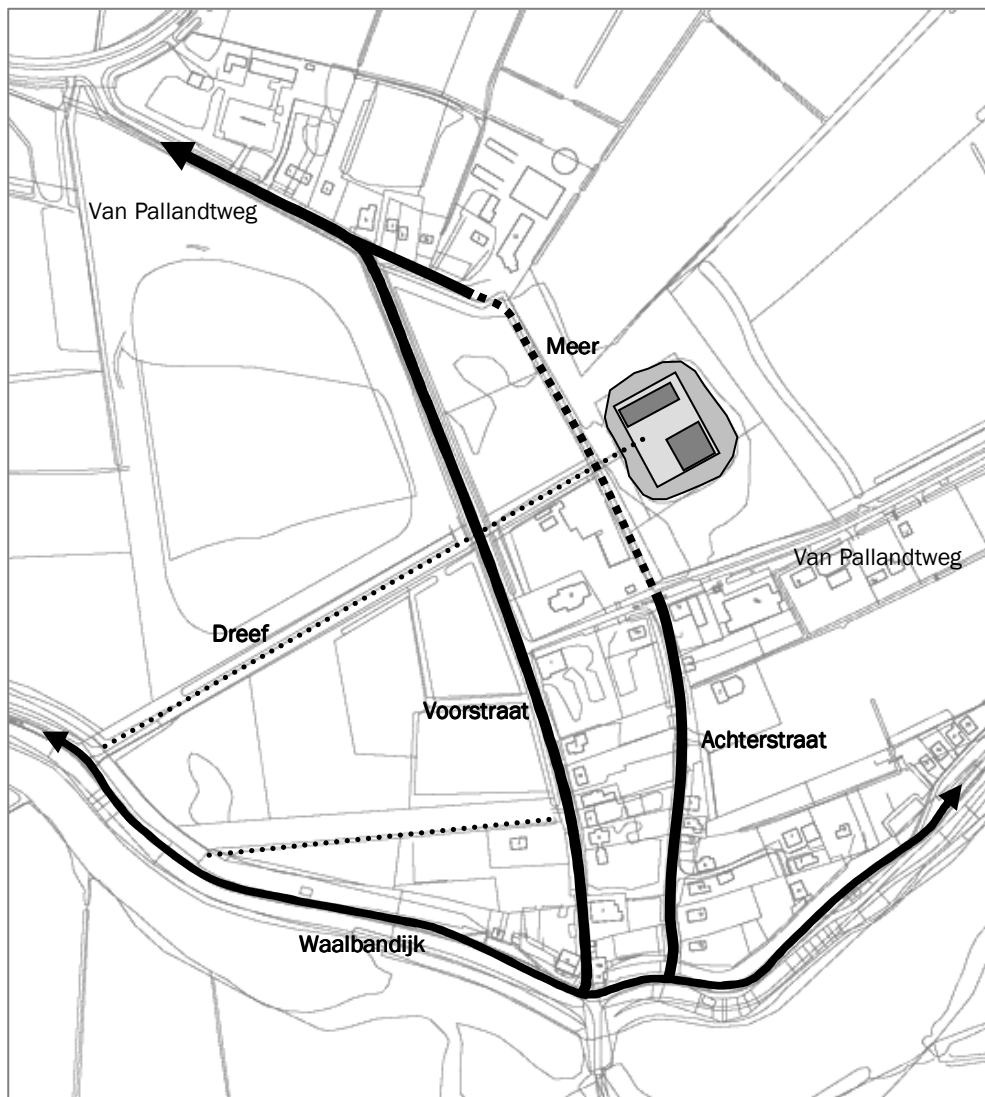 Van Pallandtweg
Meer
Van Pallandtweg
Dreef
Voorstraat
Achterstraat
Waalbandijk